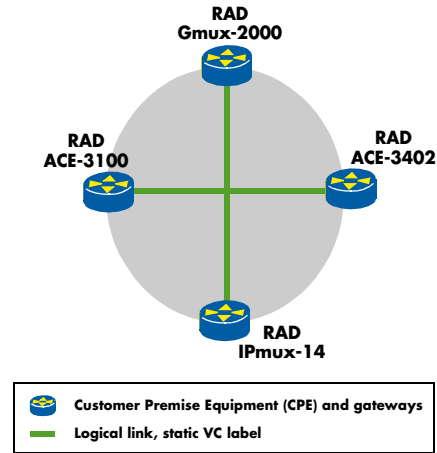 RAD
Gmux-2000
RAD
ACE-3100
RAD
ACE-3402
RAD
IPmux-14
Customer Premise Equipment (CPE) and gateways
Logical link, static VC label